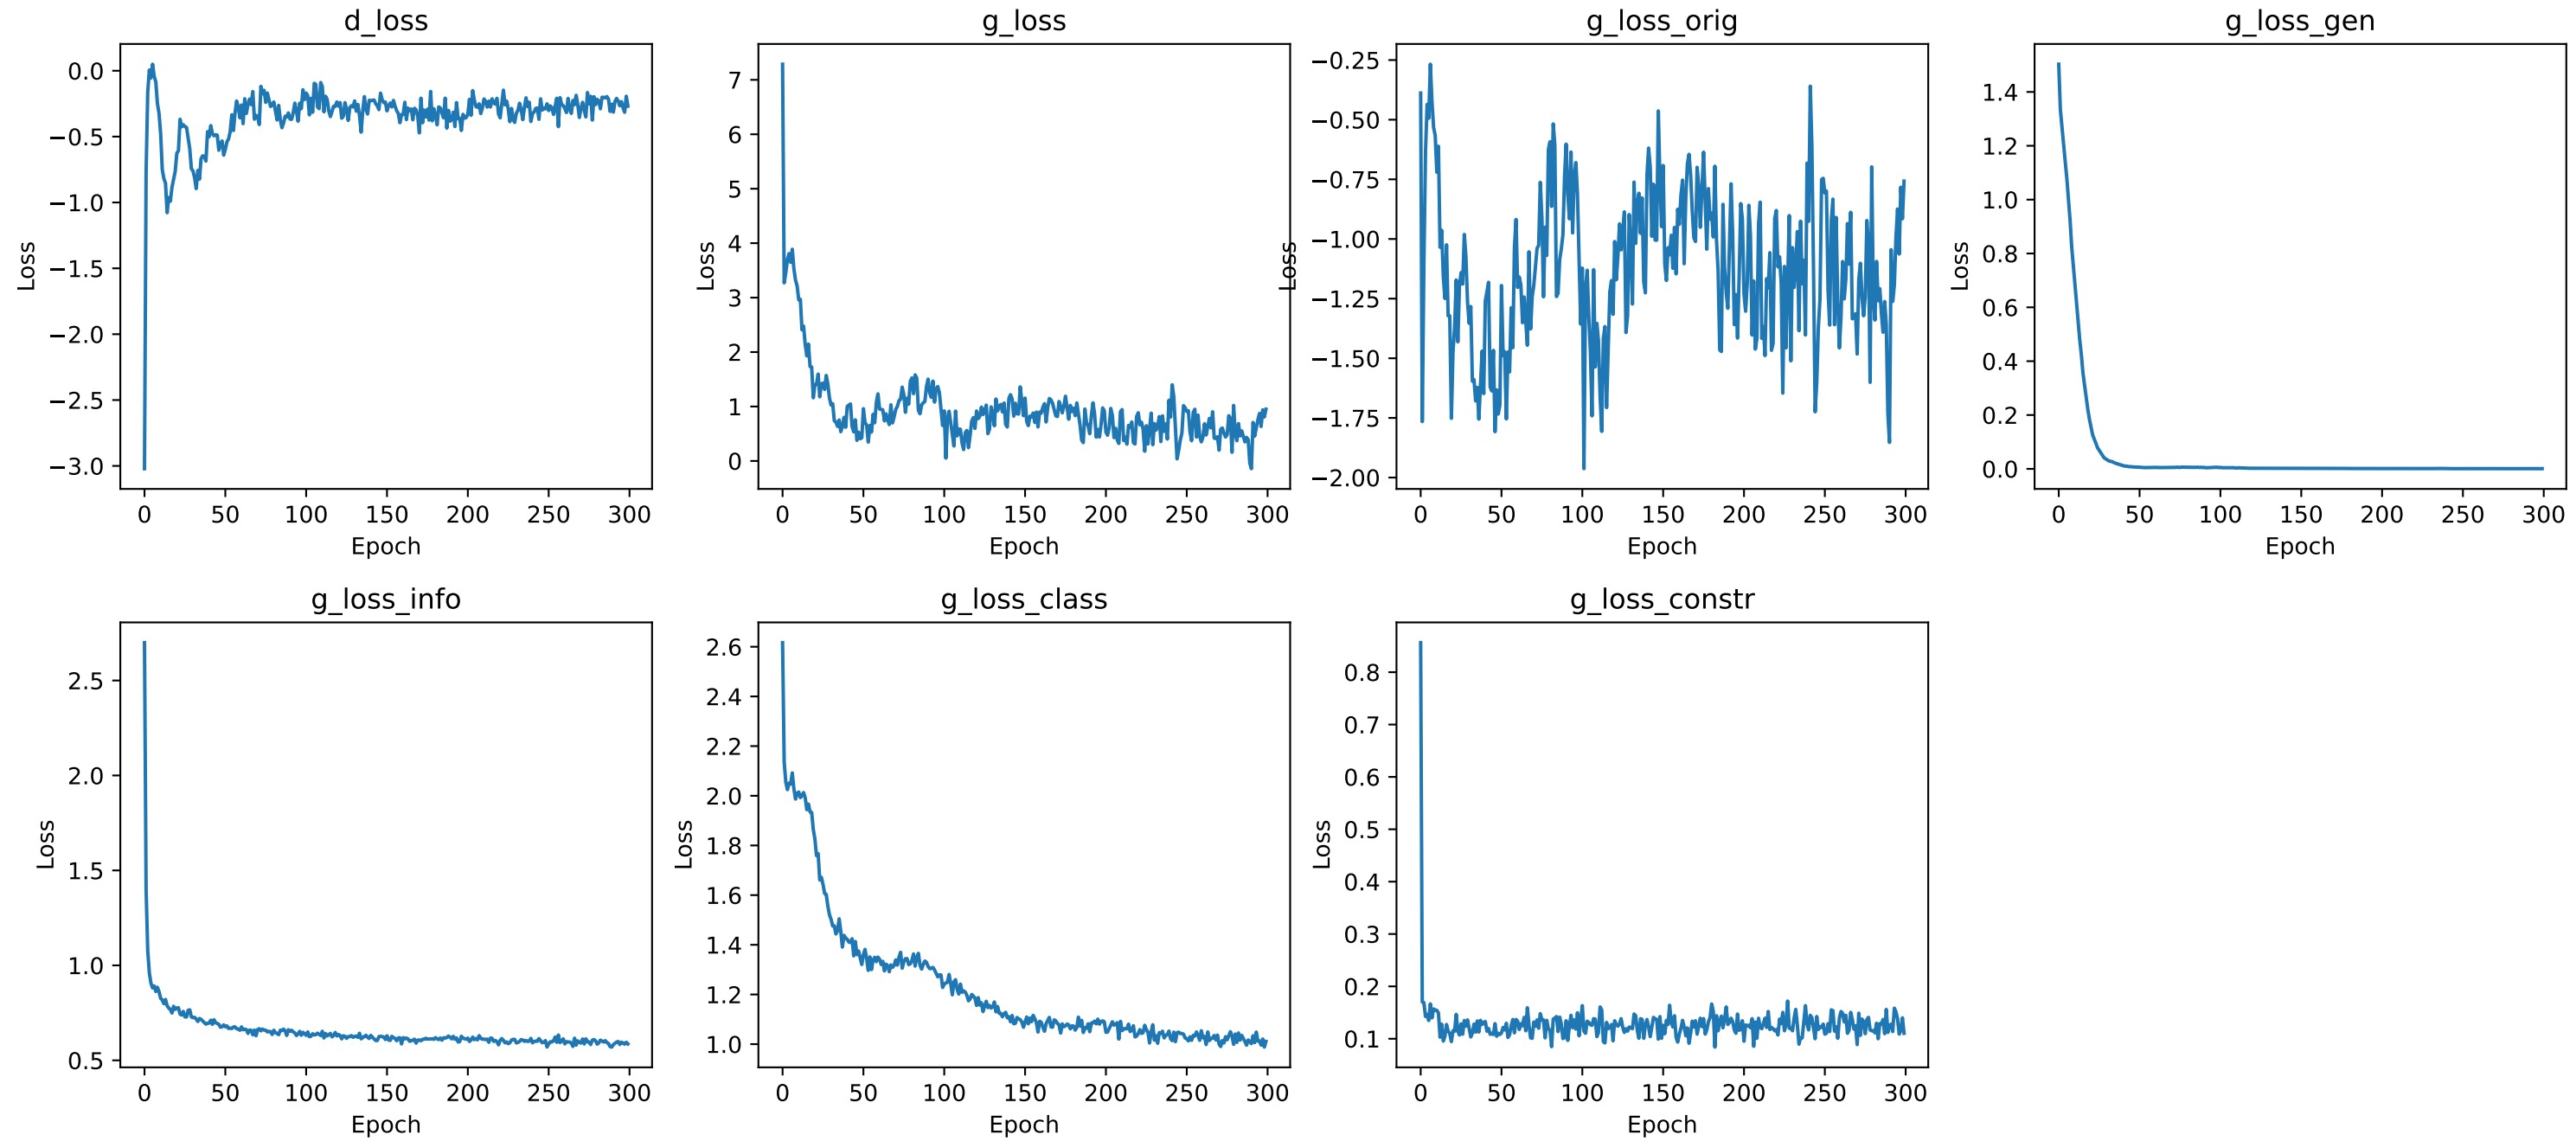 d_loss
g_loss
g_loss_orig
g_loss_gen
0.0
−0.5
−1.0
−1.5
−2.0
−2.5
−3.0
Loss
0 50 100 150 200 250 300
Epoch
7
6
5
4
3
2
1
0
Loss
0 50 100 150 200 250 300
Epoch
−0.25
−0.50
−0.75
−1.00
−1.25
−1.50
−1.75
−2.00
Loss
0 50 100 150 200 250 300
Epoch
1.4
1.2
1.0
0.8
0.6
0.4
0.2
0.0
Loss
0 50 100 150 200 250 300
Epoch
g_loss_info
g_loss_class
g_loss_constr
2.5
2.0
1.5
1.0
0.5
Loss
0 50 100 150 200 250 300
Epoch
2.6
2.4
2.2
2.0
1.8
1.6
1.4
1.2
1.0
Loss
0 50 100 150 200 250 300
Epoch
0.8
0.7
0.6
0.5
0.4
0.3
0.2
0.1
Loss
0 50 100 150 200 250 300
Epoch